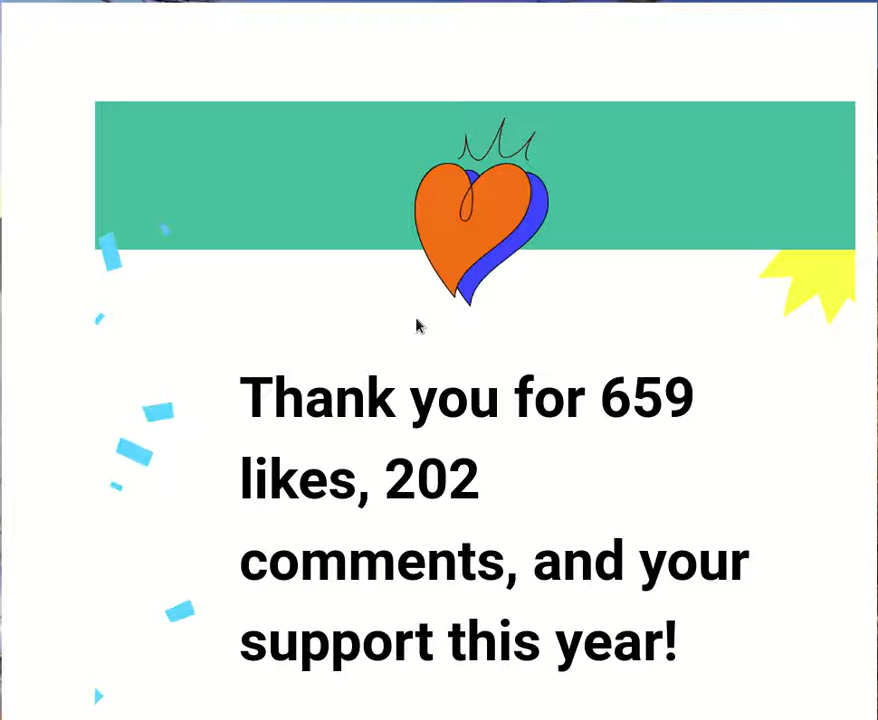 Thank you for 659
likes, 202
comments, and your
support this year!